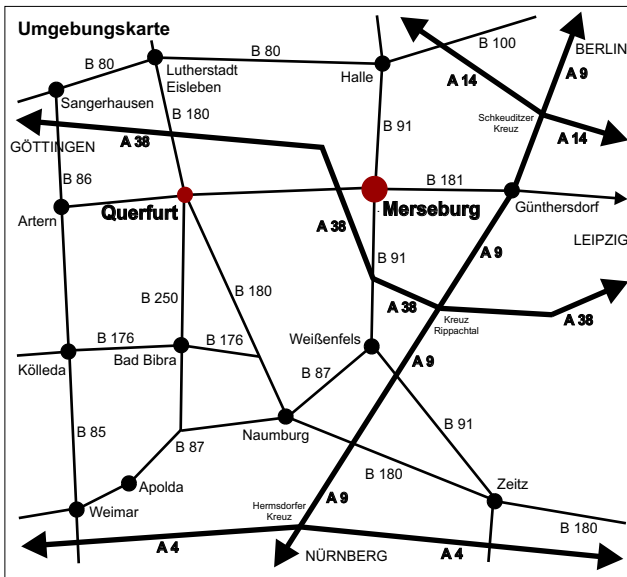 Umgebungskarte
B 80
B 80
B 100
BERLIN
Lutherstadt
Eisleben
Halle
A 9
A 14
Sangerhausen
B 180
B 91
Schkeuditzer
Kreuz
A 14
A 38
GÖTTINGEN
B 86
B 181
Querfurt
Merseburg
Günthersdorf
Artern
A 38
LEIPZIG
B 91
A 9
B 250
B 180
A 38
Kreuz
Rippachtal
A 38
B 176
B 176
Weißenfels
Kölleda
Bad Bibra
A 9
B 87
B 85
B 87
Naumburg
B 91
B 180
Apolda
Zeitz
A 9
Weimar
Hermsdorfer
Kreuz
B 180
A 4
NÜRNBERG
A 4